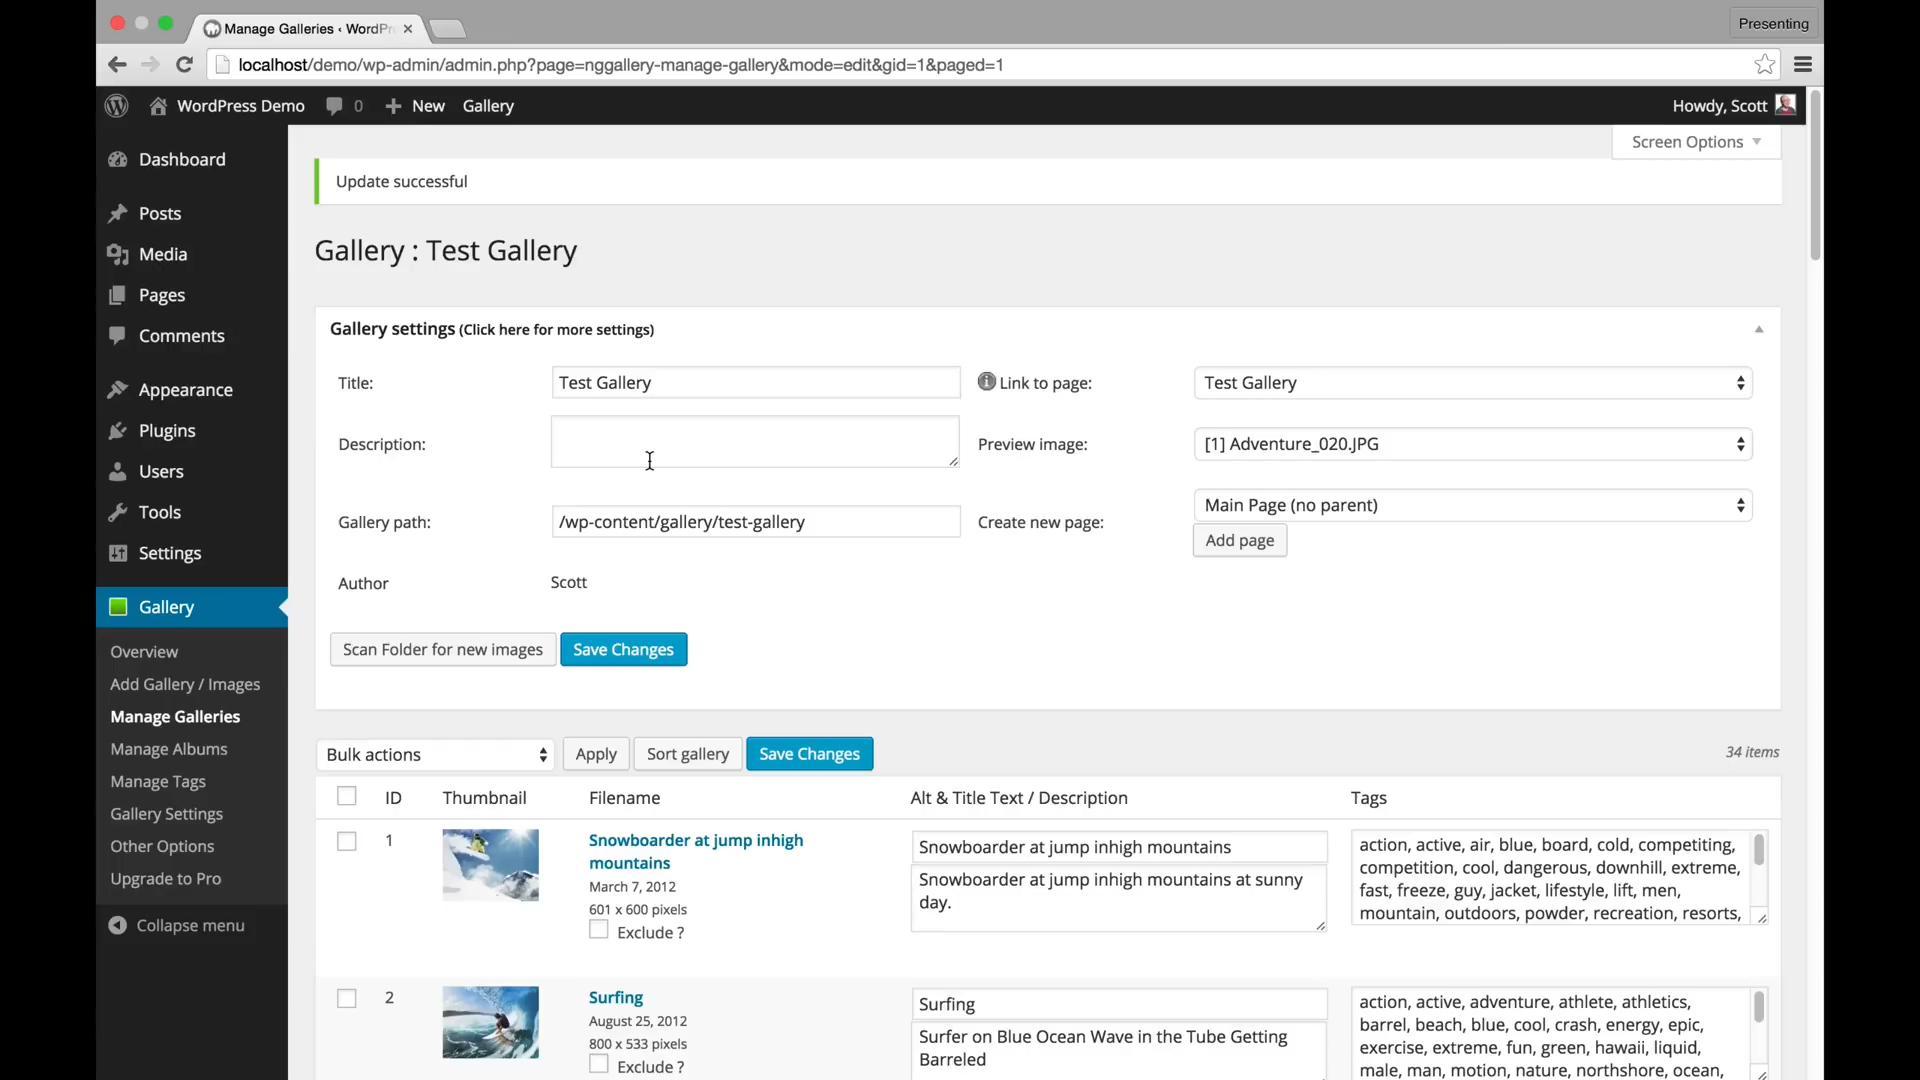 Manage Galleries ‹ WordPr
Presenting
localhost/demo/wp-admin/admin.php?page=nggallery-manage-gallery&mode=edit&gid=1&paged=1
WordPress Demo 0 New Gallery Howdy, Scott
Screen Options
Dashboard
Posts
Media
Pages
Comments
Appearance
Plugins
Users
Tools
Settings
Gallery
Overview
Add Gallery / Images
Manage Galleries
Manage Albums
Manage Tags
Gallery Settings
Other Options
Upgrade to Pro
Collapse menu
Update successful
Gallery : Test Gallery
Gallery settings (Click here for more settings)
Title: Test Gallery Link to page: Test Gallery
Description: Preview image: [1] Adventure_020.JPG
Gallery path: /wp-content/gallery/test-gallery Create new page: Main Page (no parent)
Add page
Author Scott
Scan Folder for new images Save Changes
Bulk actions Apply Sort gallery Save Changes 34 items
ID Thumbnail Filename Alt & Title Text / Description Tags
1
Snowboarder at jump inhigh
mountains
March 7, 2012
601 x 600 pixels
Exclude ?
Snowboarder at jump inhigh mountains
Snowboarder at jump inhigh mountains at sunny
day.
action, active, air, blue, board, cold, competiting,
competition, cool, dangerous, downhill, extreme,
fast, freeze, guy, jacket, lifestyle, lift, men,
mountain, outdoors, powder, recreation, resorts,
2
Surfing
August 25, 2012
800 x 533 pixels
Exclude ?
Surfing
Surfer on Blue Ocean Wave in the Tube Getting
Barreled
action, active, adventure, athlete, athletics,
barrel, beach, blue, cool, crash, energy, epic,
exercise, extreme, fun, green, hawaii, liquid,
male, man, motion, nature, northshore, ocean,